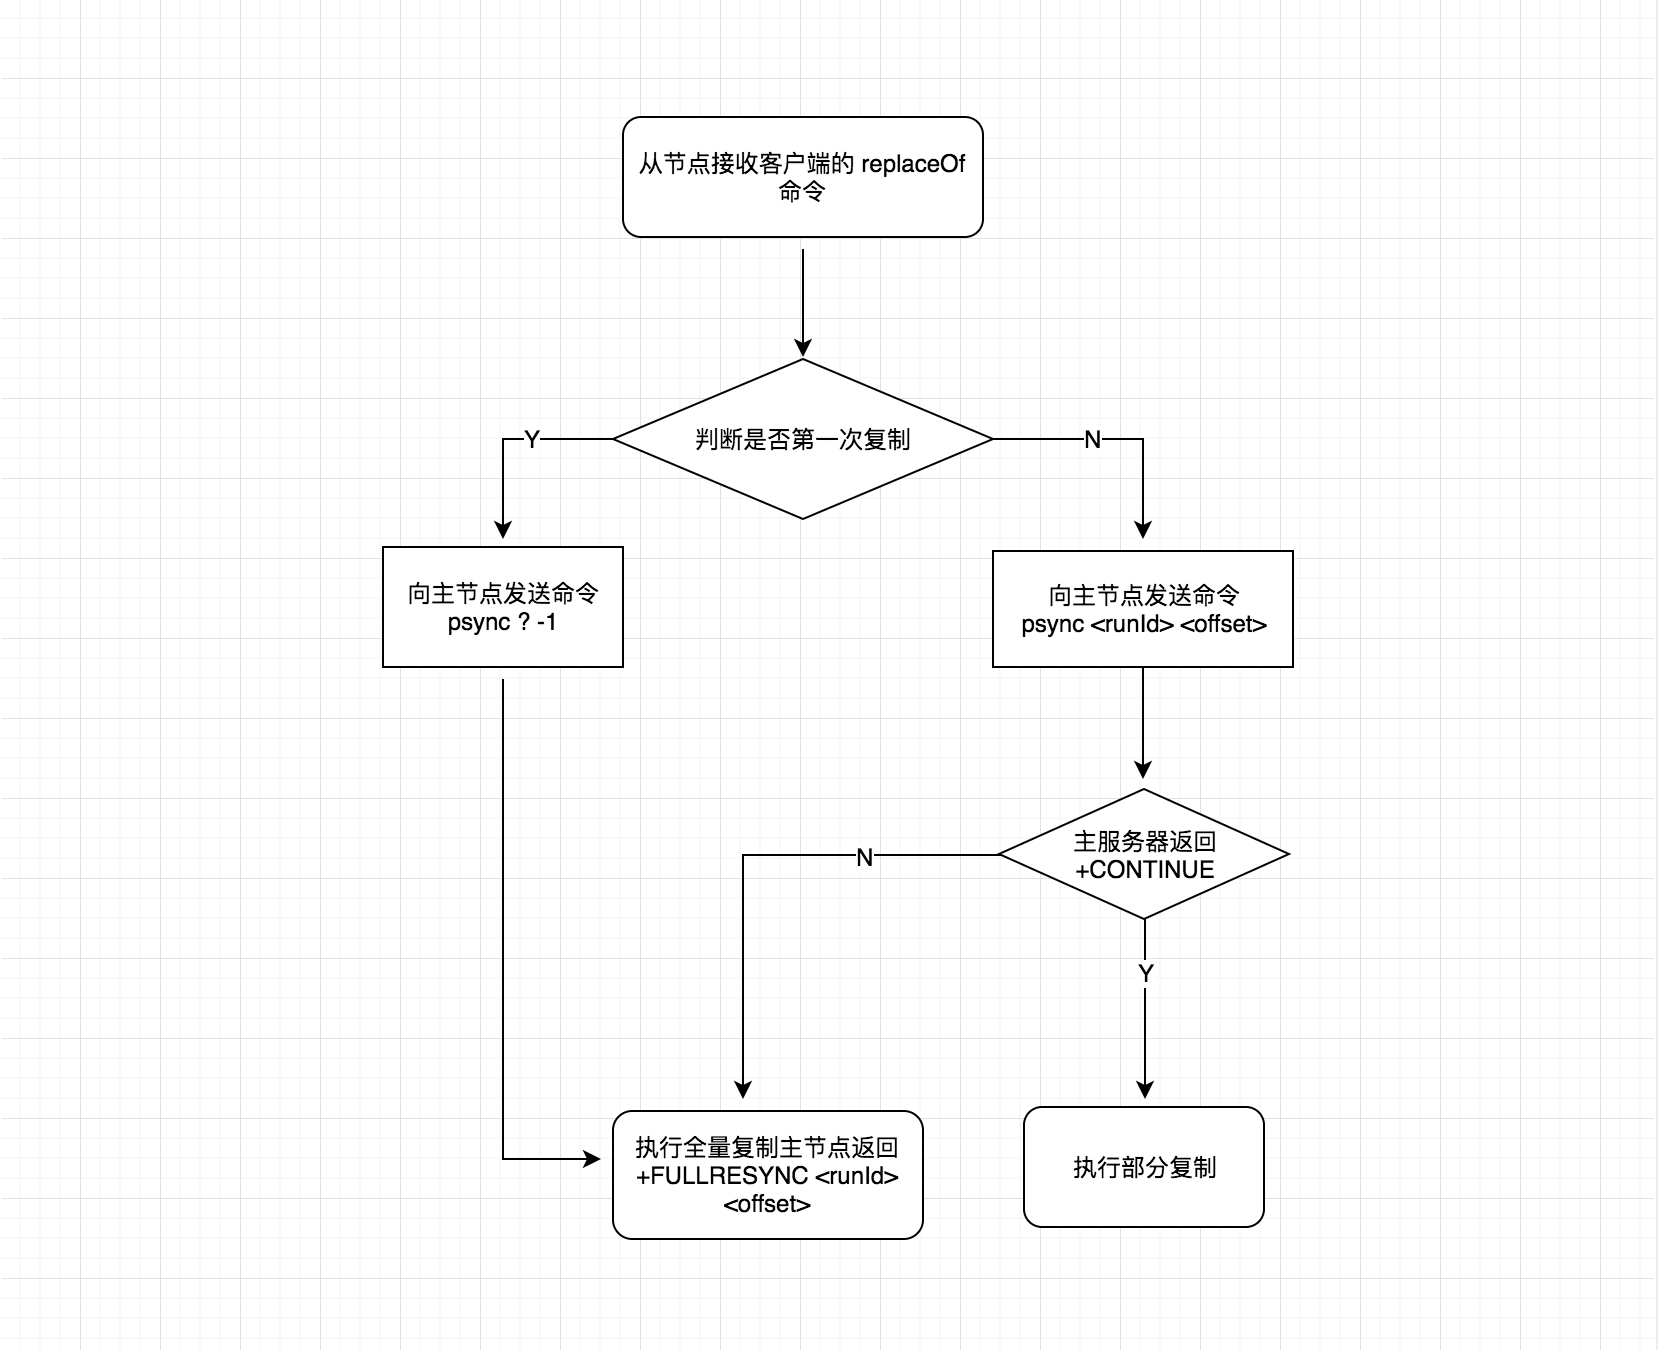 从节点接收客户端的 replaceOf
命令
判断是否第一次复制
Y
N
向主节点发送命令
psync ? -1
向主节点发送命令
psync <runId> <offset>
主服务器返回
+CONTINUE
N
Y
执行全量复制主节点返回
+FULLRESYNC <runId>
<offset>
执行部分复制